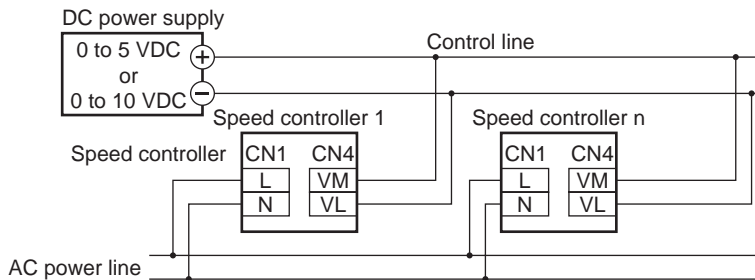 DC power supply
0 to 5 VDC
or
0 to 10 VDC
+
−
Control line
Speed controller 1
Speed controller n
Speed controller
CN1 CN4
L VM
N VL
CN1 CN4
L VM
N VL
AC power line